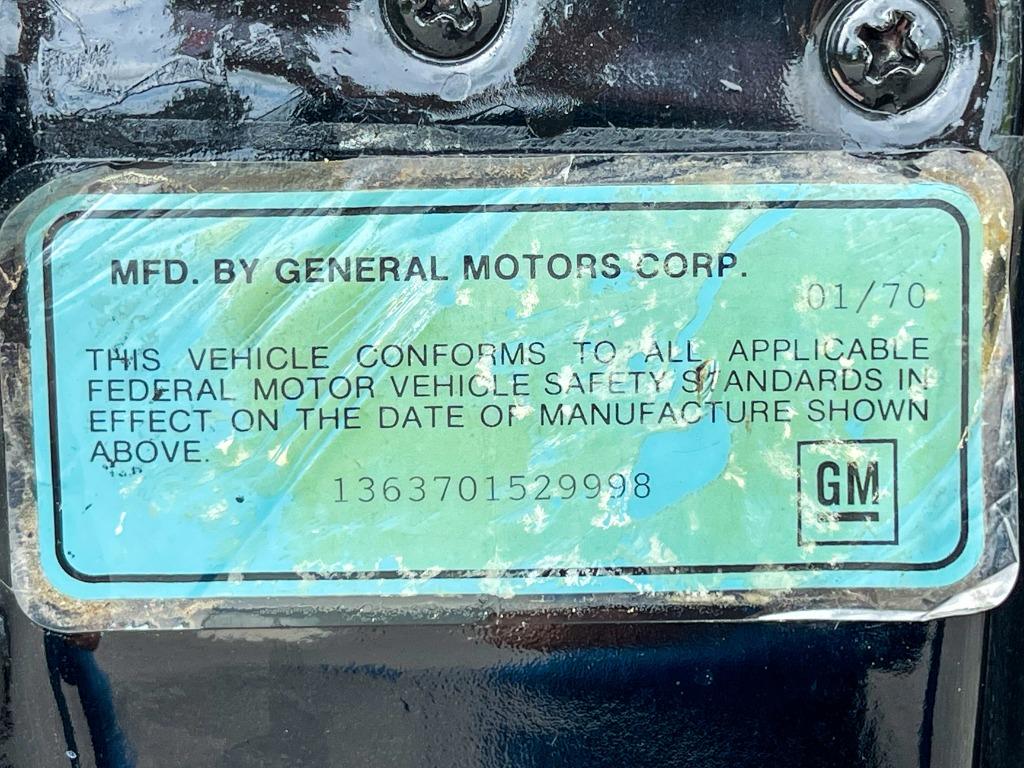 MFD. BY GENERAL MOTORS CORP.
01/70
THIS VEHICLE CONFORMS TO ALL APPLICABLE
FEDERAL MOTOR VEHICLE SAFETY STANDARDS IN
EFFECT ON THE DATE OF MANUFACTURE SHOWN
ABOVE.
1363701529998
GM